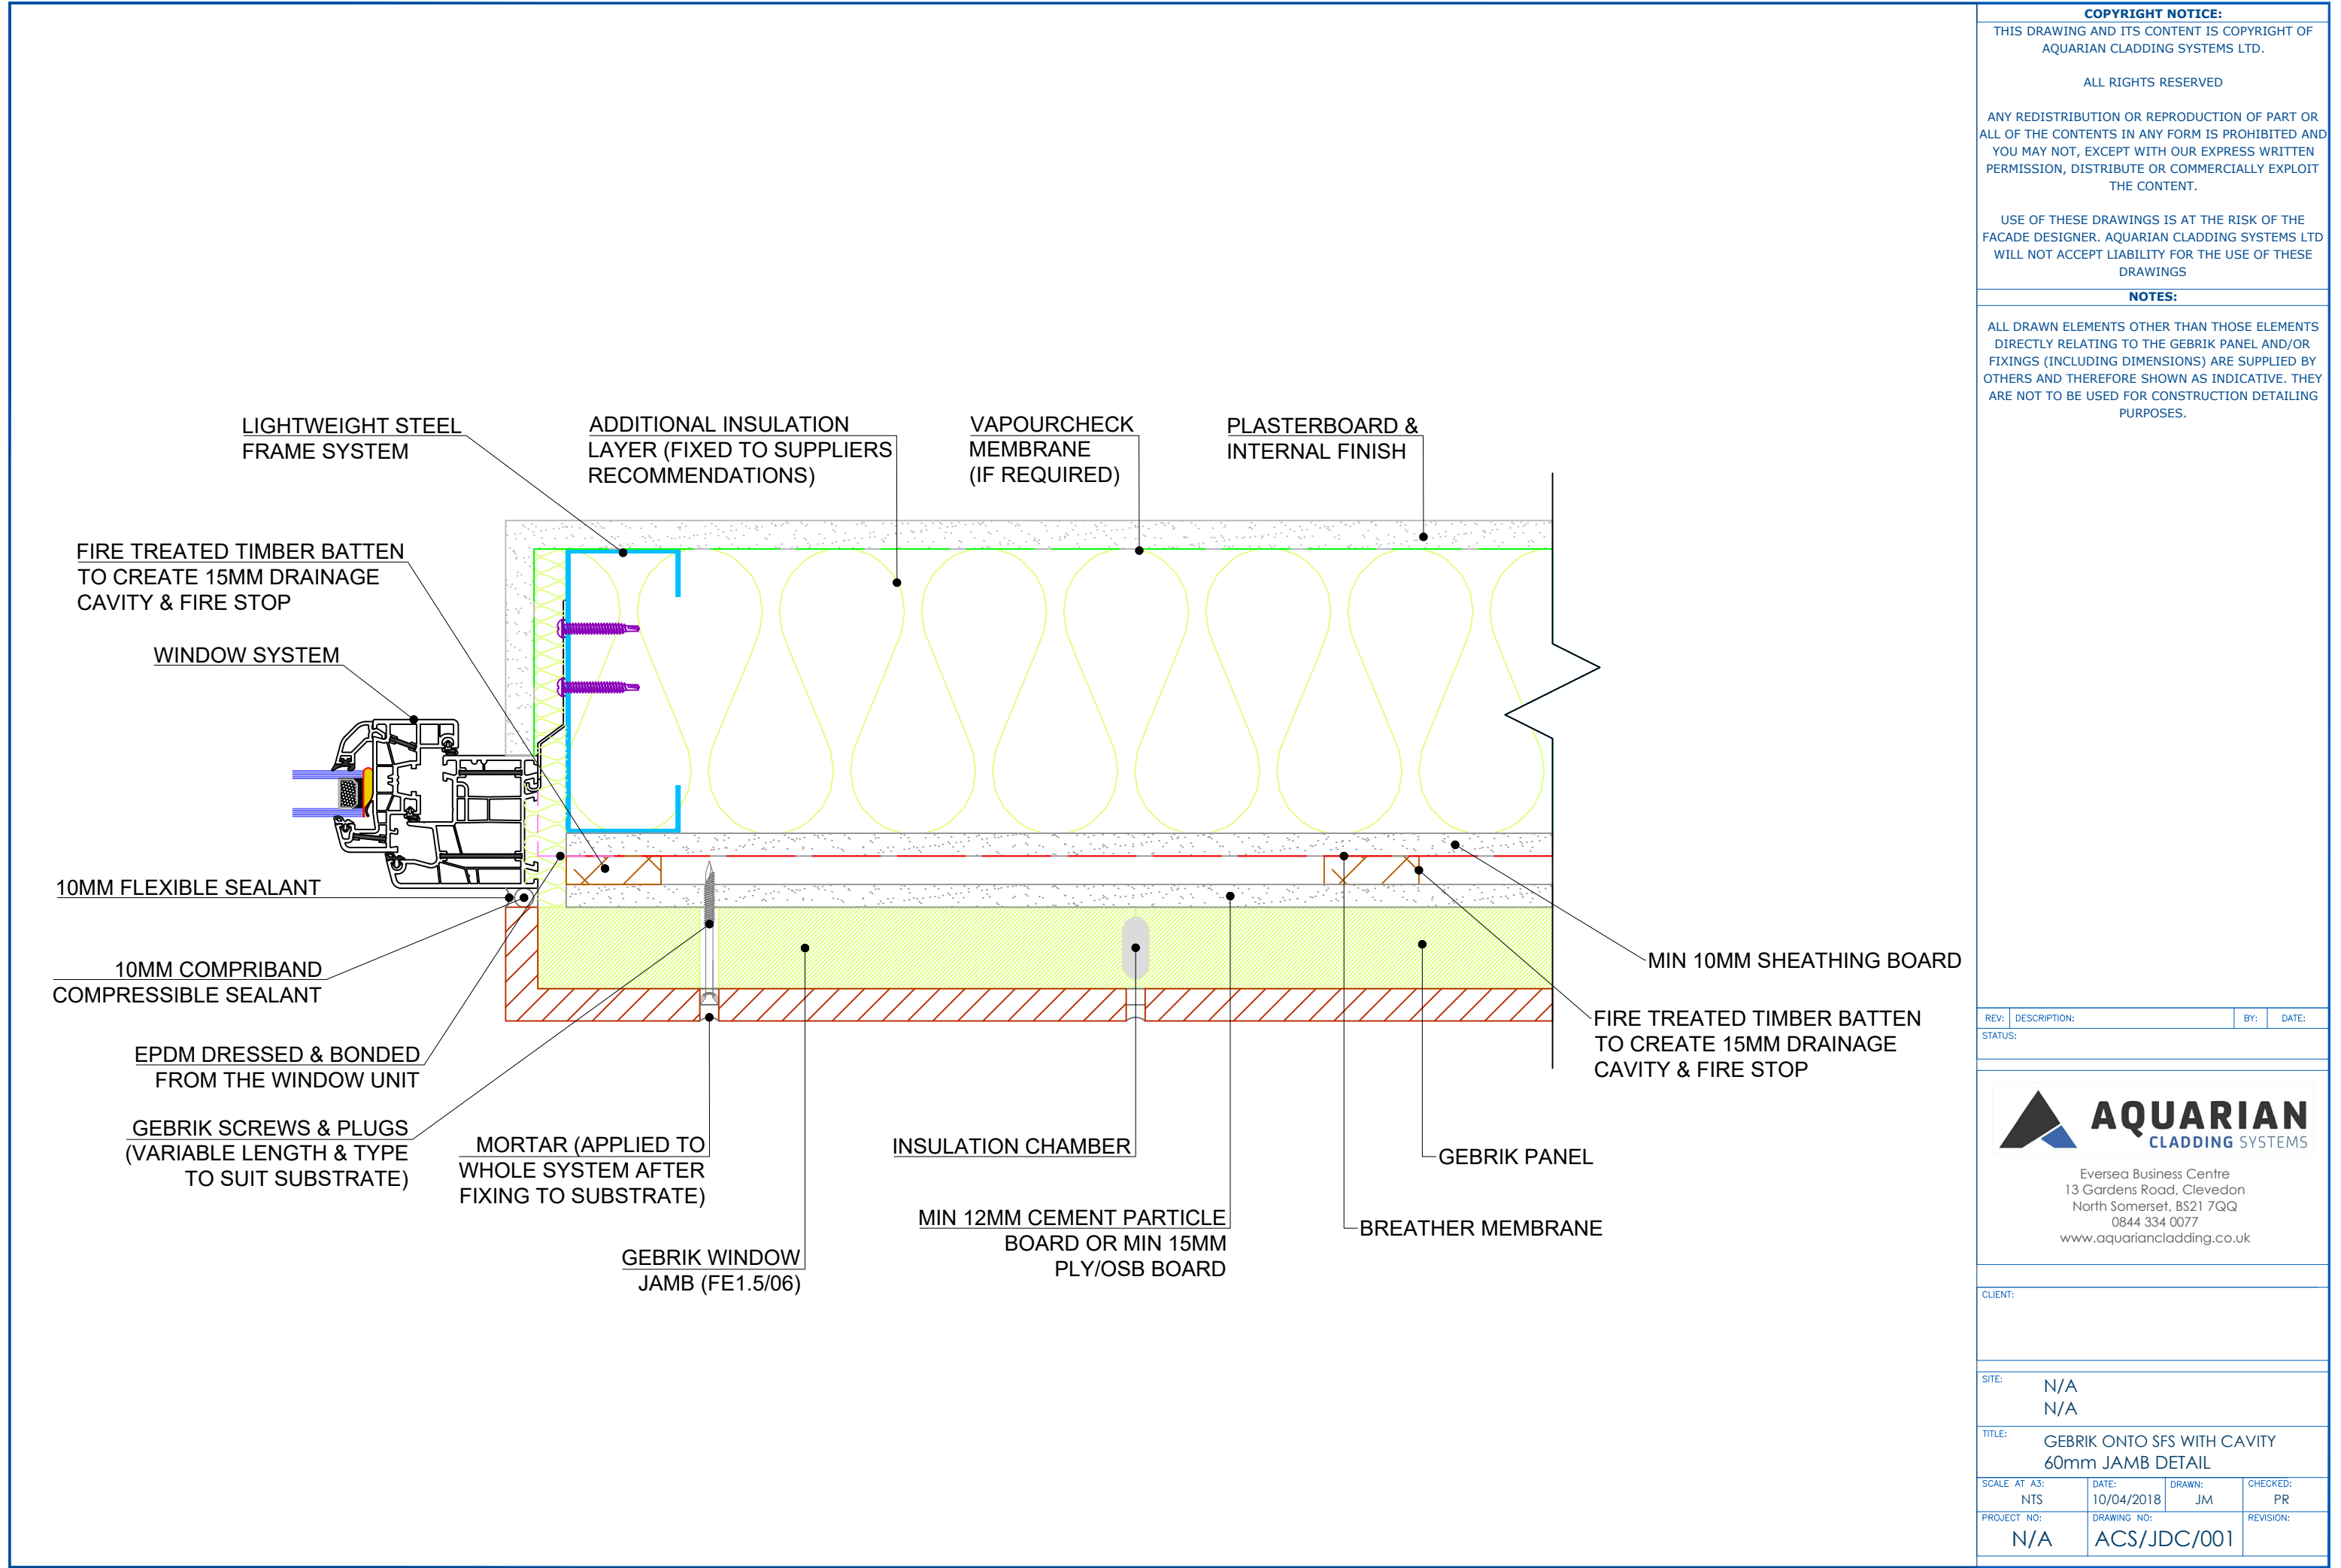 LIGHTWEIGHT STEEL
FRAME SYSTEM
ADDITIONAL INSULATION
LAYER (FIXED TO SUPPLIERS
RECOMMENDATIONS)
VAPOURCHECK
MEMBRANE
(IF REQUIRED)
PLASTERBOARD &
INTERNAL FINISH
FIRE TREATED TIMBER BATTEN
TO CREATE 15MM DRAINAGE
CAVITY & FIRE STOP
WINDOW SYSTEM
10MM FLEXIBLE SEALANT
10MM COMPRIBAND
COMPRESSIBLE SEALANT
EPDM DRESSED & BONDED
FROM THE WINDOW UNIT
GEBRIK SCREWS & PLUGS
(VARIABLE LENGTH & TYPE
TO SUIT SUBSTRATE)
MORTAR (APPLIED TO
WHOLE SYSTEM AFTER
FIXING TO SUBSTRATE)
GEBRIK WINDOW
JAMB (FE1.5/06)
INSULATION CHAMBER
MIN 12MM CEMENT PARTICLE
BOARD OR MIN 15MM
PLY/OSB BOARD
GEBRIK PANEL
BREATHER MEMBRANE
MIN 10MM SHEATHING BOARD
FIRE TREATED TIMBER BATTEN
TO CREATE 15MM DRAINAGE
CAVITY & FIRE STOP
COPYRIGHT NOTICE:
THIS DRAWING AND ITS CONTENT IS COPYRIGHT OF
AQUARIAN CLADDING SYSTEMS LTD.
ALL RIGHTS RESERVED
ANY REDISTRIBUTION OR REPRODUCTION OF PART OR
ALL OF THE CONTENTS IN ANY FORM IS PROHIBITED AND
YOU MAY NOT, EXCEPT WITH OUR EXPRESS WRITTEN
PERMISSION, DISTRIBUTE OR COMMERCIALLY EXPLOIT
THE CONTENT.
USE OF THESE DRAWINGS IS AT THE RISK OF THE
FACADE DESIGNER. AQUARIAN CLADDING SYSTEMS LTD
WILL NOT ACCEPT LIABILITY FOR THE USE OF THESE
DRAWINGS
NOTES:
ALL DRAWN ELEMENTS OTHER THAN THOSE ELEMENTS
DIRECTLY RELATING TO THE GEBRIK PANEL AND/OR
FIXINGS (INCLUDING DIMENSIONS) ARE SUPPLIED BY
OTHERS AND THEREFORE SHOWN AS INDICATIVE. THEY
ARE NOT TO BE USED FOR CONSTRUCTION DETAILING
PURPOSES.
REV: DESCRIPTION: BY: DATE:
STATUS:
AQUARIAN
CLADDING SYSTEMS
Eversea Business Centre
13 Gardens Road, Clevedon
North Somerset, BS21 7QQ
0844 334 0077
www.aquariancladding.co.uk
CLIENT:
SITE: N/A
N/A
TITLE: GEBRIK ONTO SFS WITH CAVITY
60mm JAMB DETAIL
SCALE AT A3: DATE: DRAWN: CHECKED:
NTS 10/04/2018 JM PR
PROJECT NO: DRAWING NO: REVISION:
N/A ACS/JDC/001